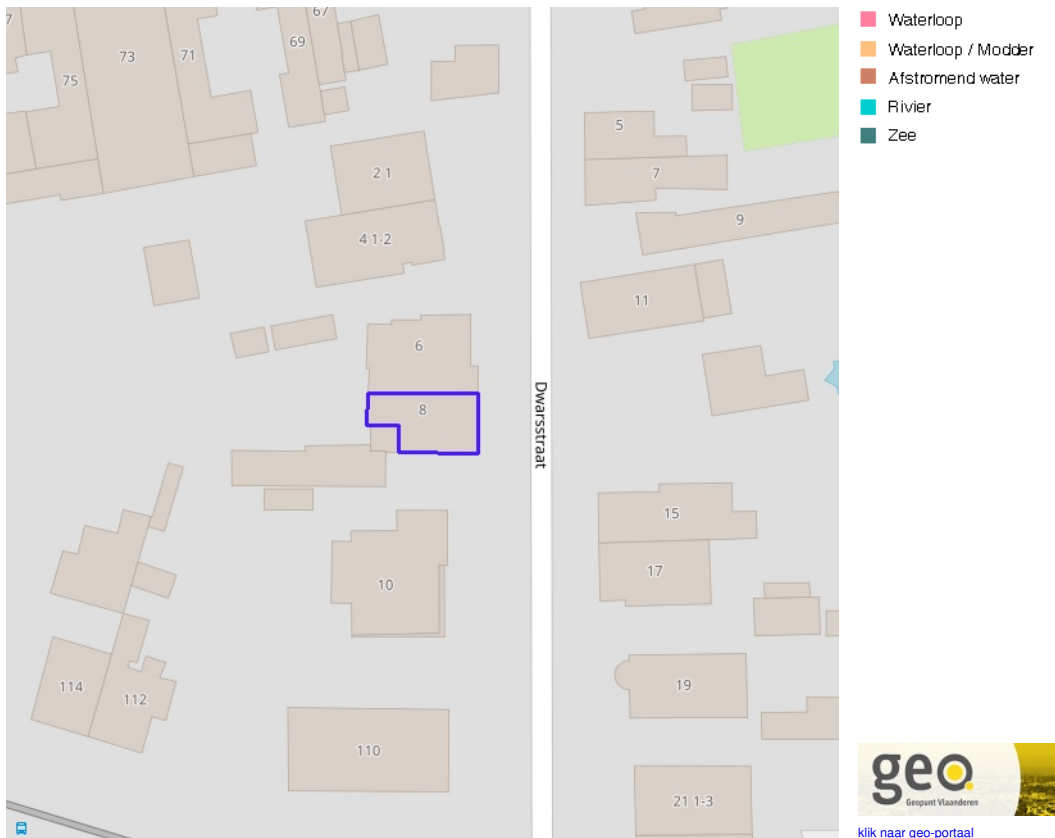 7
73
71
69
67
75
2 1
4 1-2
5
7
9
11
6
8
Dwarsstraat
10
15
17
114
112
19
110
21 1-3
Waterloop
Waterloop / Modder
Afstromend water
Rivier
Zee
geo.
Geopunt Vlaanderen
klik naar geo-portaal